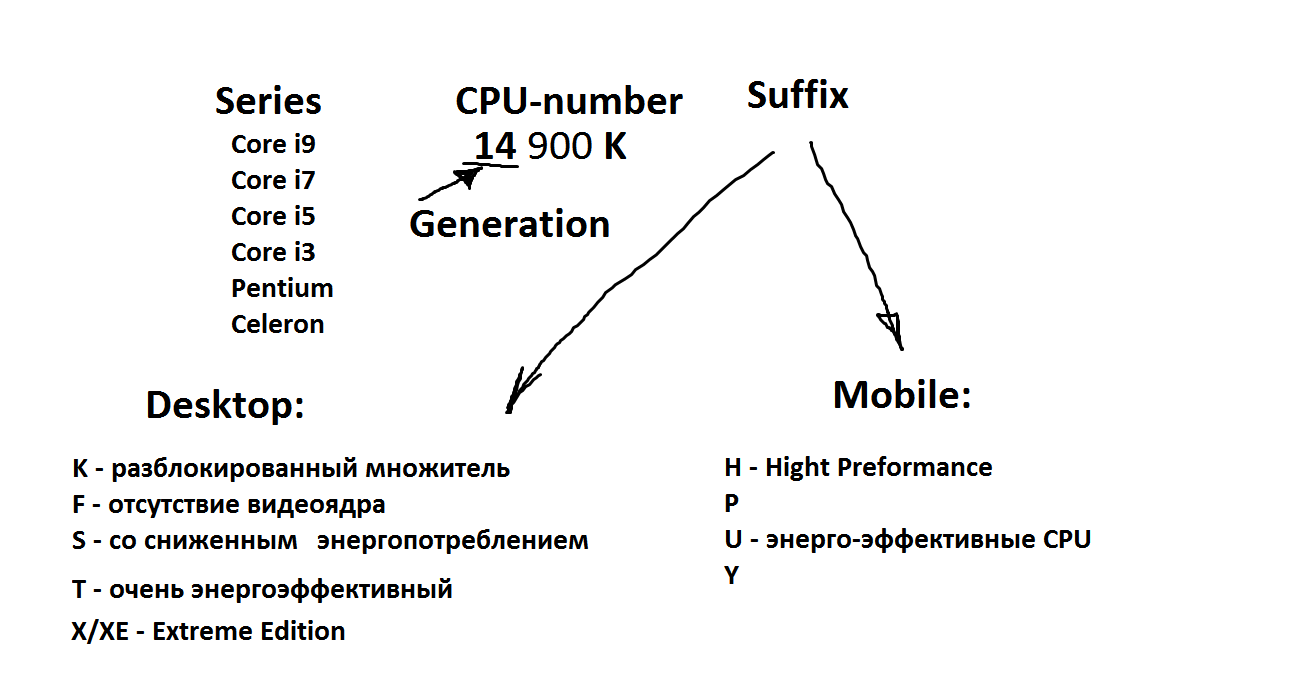 Series
CPU-number
Suffix
Core i9
14 900 K
Core i7
Core i5
Generation
Core i3
Pentium
Celeron
Desktop:
Mobile:
K - разблокированный множитель
F - отсутствие видеоядра
S - со сниженным энергопотреблением
T - очень энергоэффективный
X/XE - Extreme Edition
H - Hight Preformance
P
U - энерго-эффективные CPU
Y